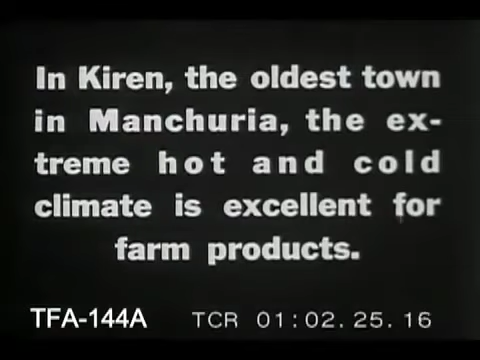 In Kiren, the oldest town
in Manchuria, the ex-
treme hot and cold
climate is excellent for
farm products.
TFA-144A TCR 01:02.25.16